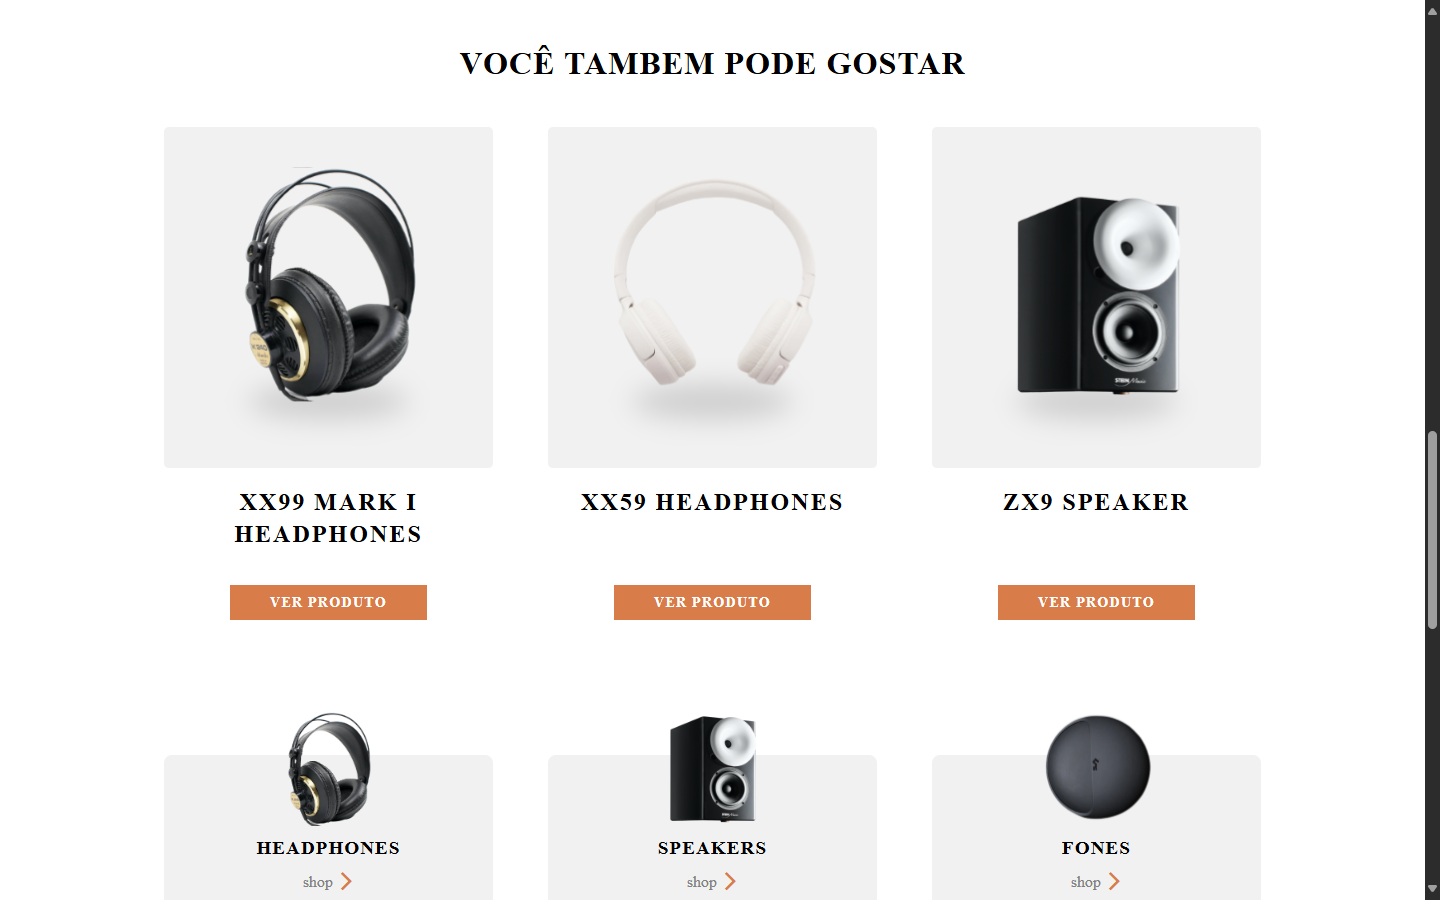 VOCÊ TAMBEM PODE GOSTAR
XX99 MARK I
HEADPHONES
XX59 HEADPHONES
ZX9 SPEAKER
VER PRODUTO
VER PRODUTO
VER PRODUTO
HEADPHONES
shop
SPEAKERS
shop
FONES
shop